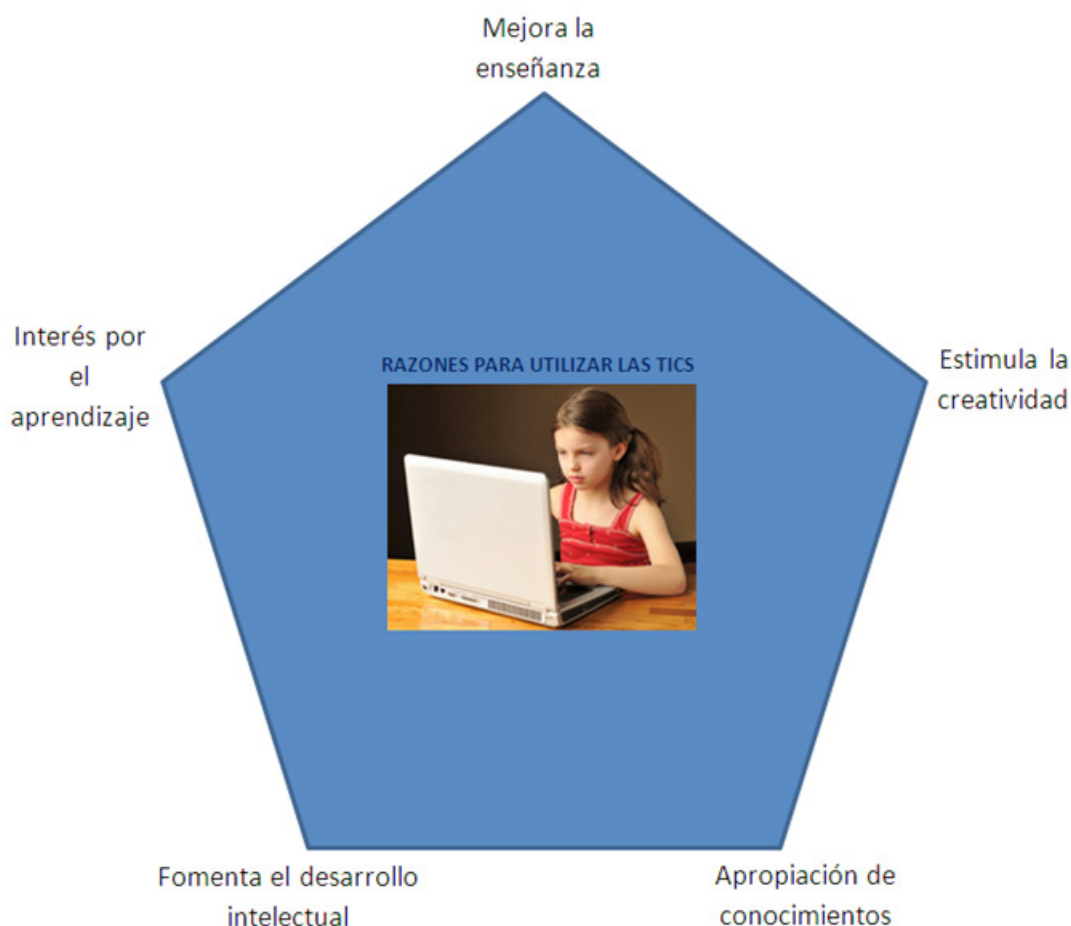 Mejora la
enseñanza
Interés por
el
aprendizaje
RAZONES PARA UTILIZAR LAS TICS
Estimula la
creatividad
Fomenta el desarrollo
intelectual
Apropiación de
conocimientos